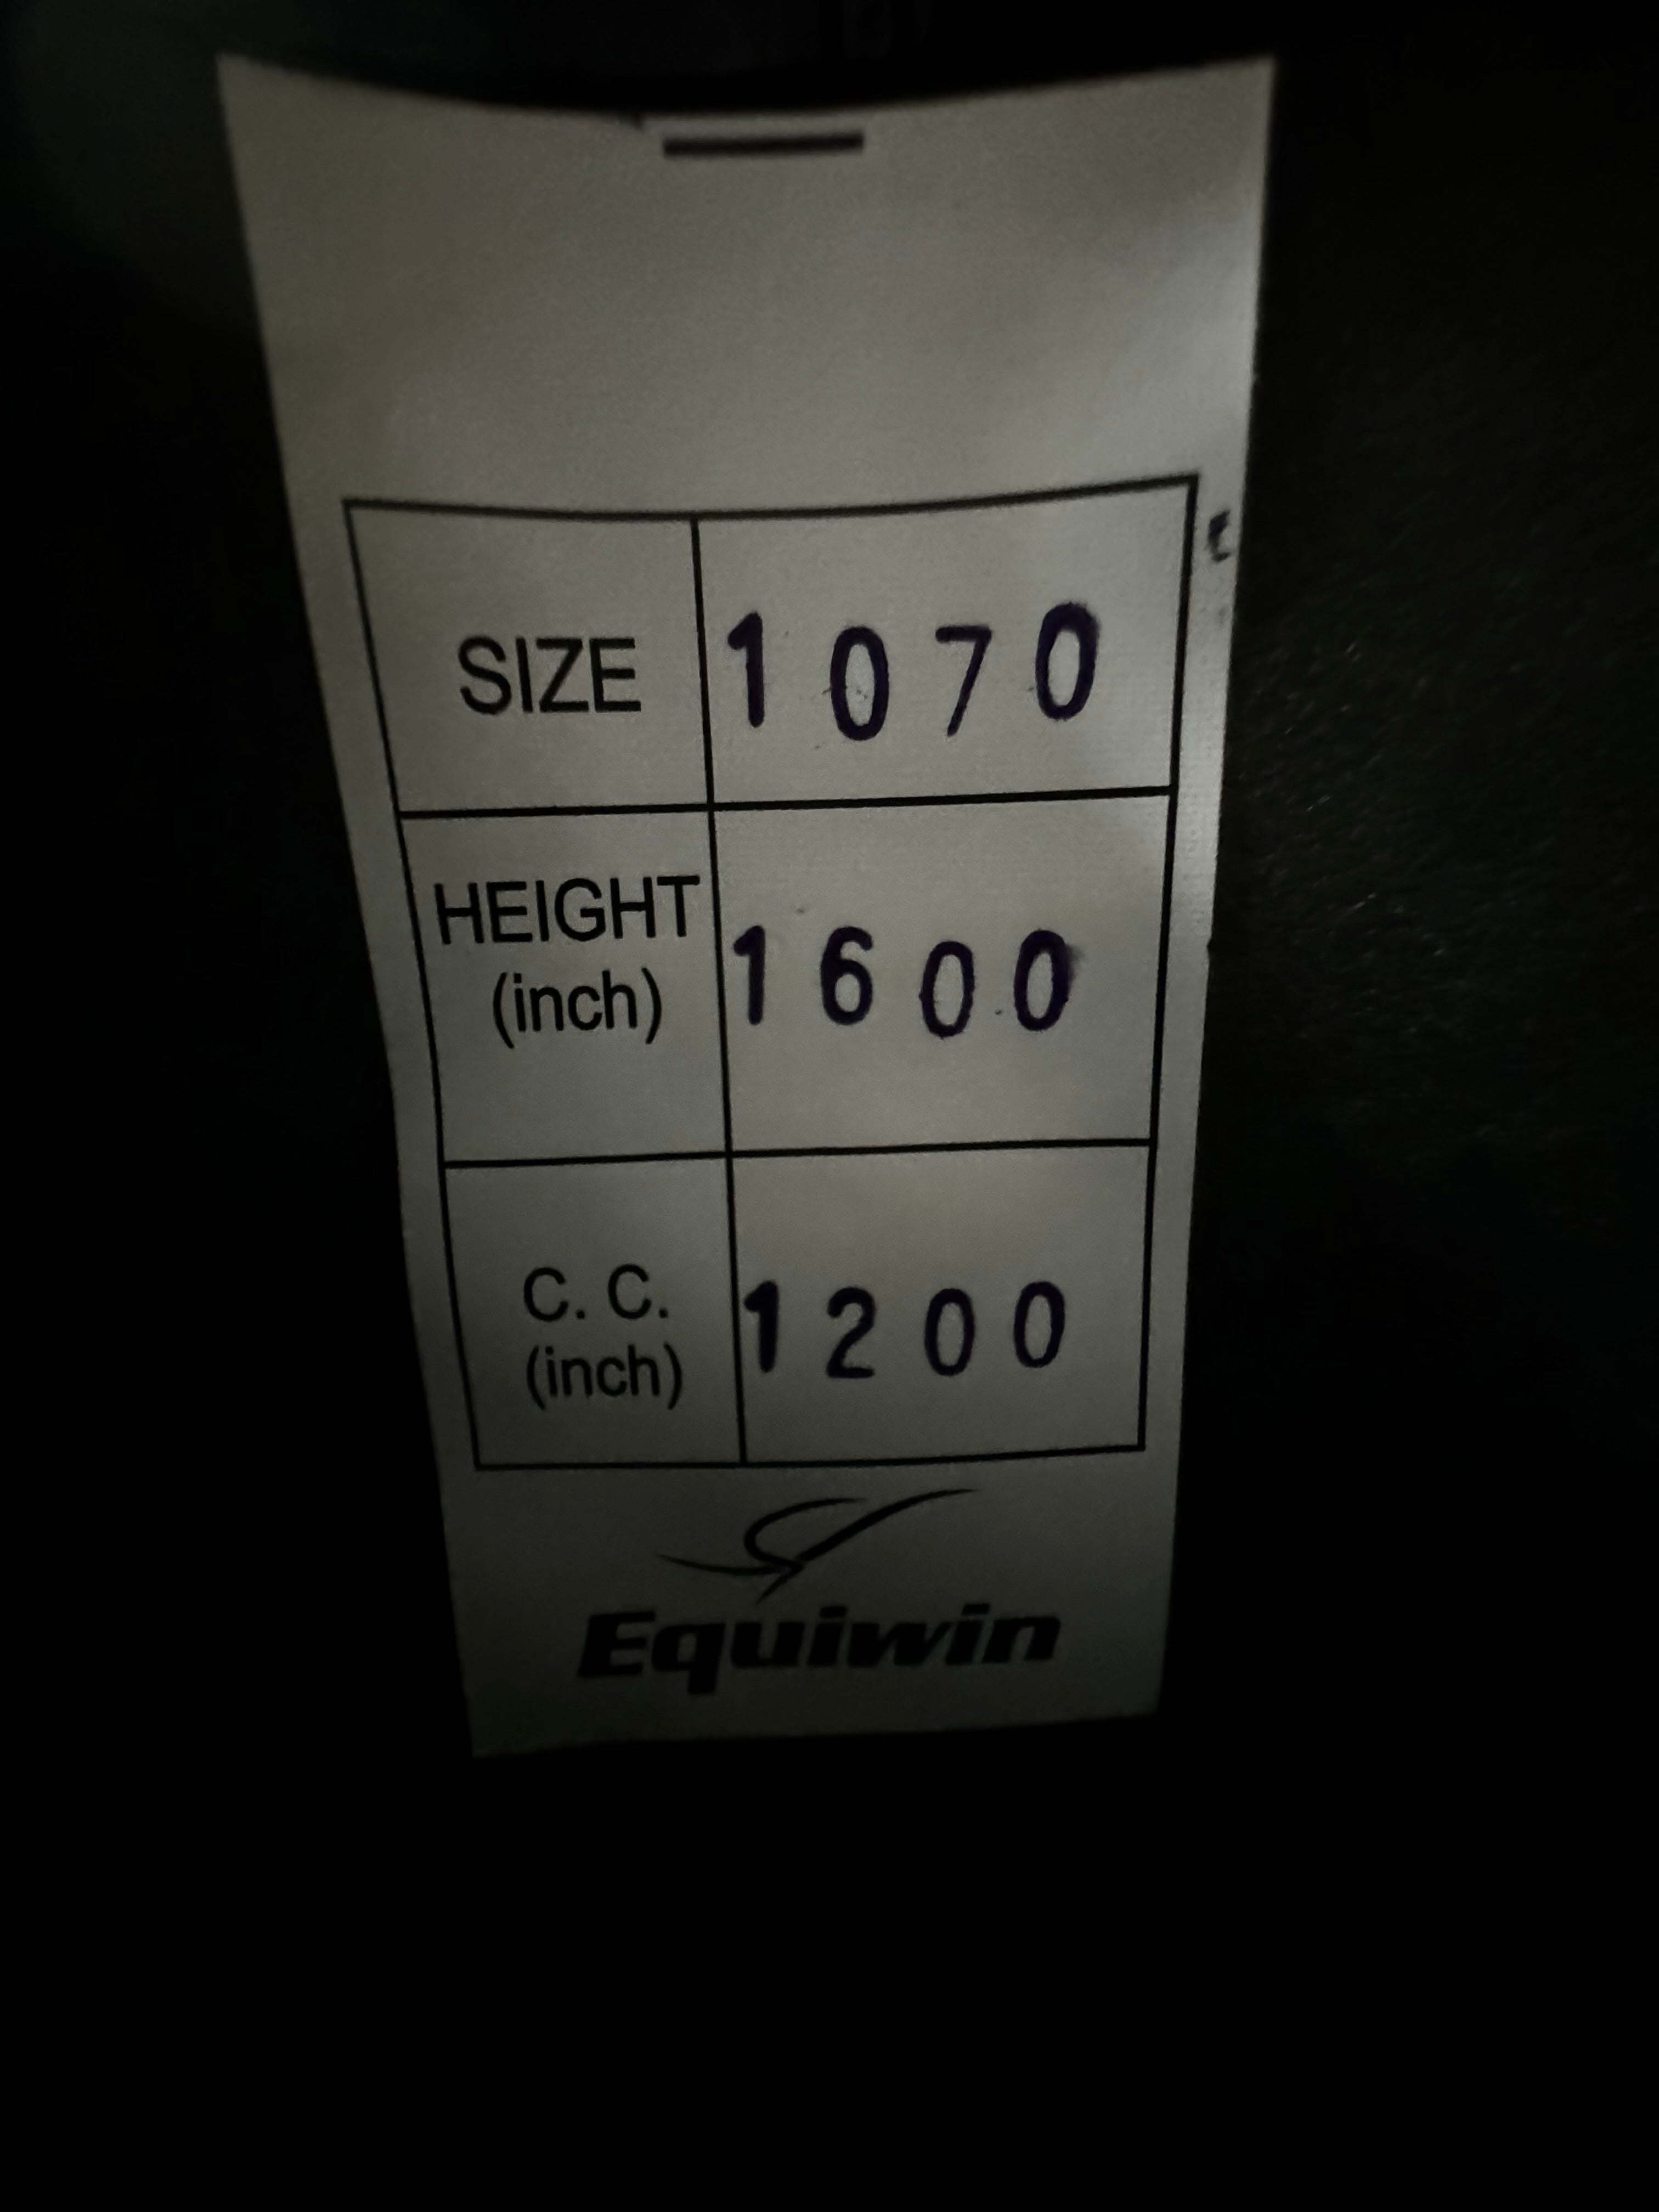 SIZE 1070
HEIGHT
(inch) 1600
C. C.
(inch) 1200
Equiwin